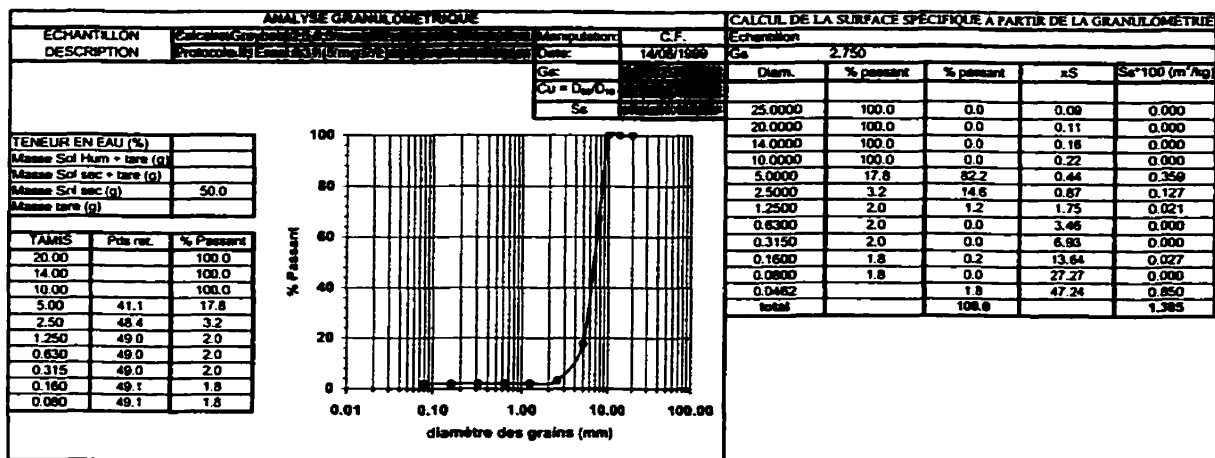 ANALYSE GRANULOMETRIQUE
ECHANTILLON
Manipulation: C.F.
DESCRIPTION
Date: 14/06/1999
Gs:
Cu = D₆₀/D₁₀
Ss
TENEUR EN EAU (%)
Masse Sol Hum + tare (g)
Masse Sol sec + tare (g)
Masse Sol sec (g) 50.0
Masse tare (g)
TAMIS Pds ret. % Passant
20.00 100.0
14.00 100.0
10.00 100.0
5.00 41.1 17.8
2.50 48.4 3.2
1.250 49.0 2.0
0.630 49.0 2.0
0.315 49.0 2.0
0.160 49.1 1.8
0.080 49.1 1.8
% Passant
100
80
60
40
20
0
0.01 0.10 1.00 10.00 100.00
diamètre des grains (mm)
CALCUL DE LA SURFACE SPÉCIFIQUE À PARTIR DE LA GRANULOMÉTRIE
Echantillon
Gs 2.750
Diam. % passant % passant xS Ss*100 (m²/kg)
25.0000 100.0 0.0 0.09 0.000
20.0000 100.0 0.0 0.11 0.000
14.0000 100.0 0.0 0.16 0.000
10.0000 100.0 0.0 0.22 0.000
5.0000 17.8 82.2 0.44 0.359
2.5000 3.2 14.6 0.87 0.127
1.2500 2.0 1.2 1.75 0.021
0.6300 2.0 0.0 3.46 0.000
0.3150 2.0 0.0 6.93 0.000
0.1600 1.8 0.2 13.64 0.027
0.0800 1.8 0.0 27.27 0.000
0.0462 1.8 47.24 0.850
total 100.0 1.385